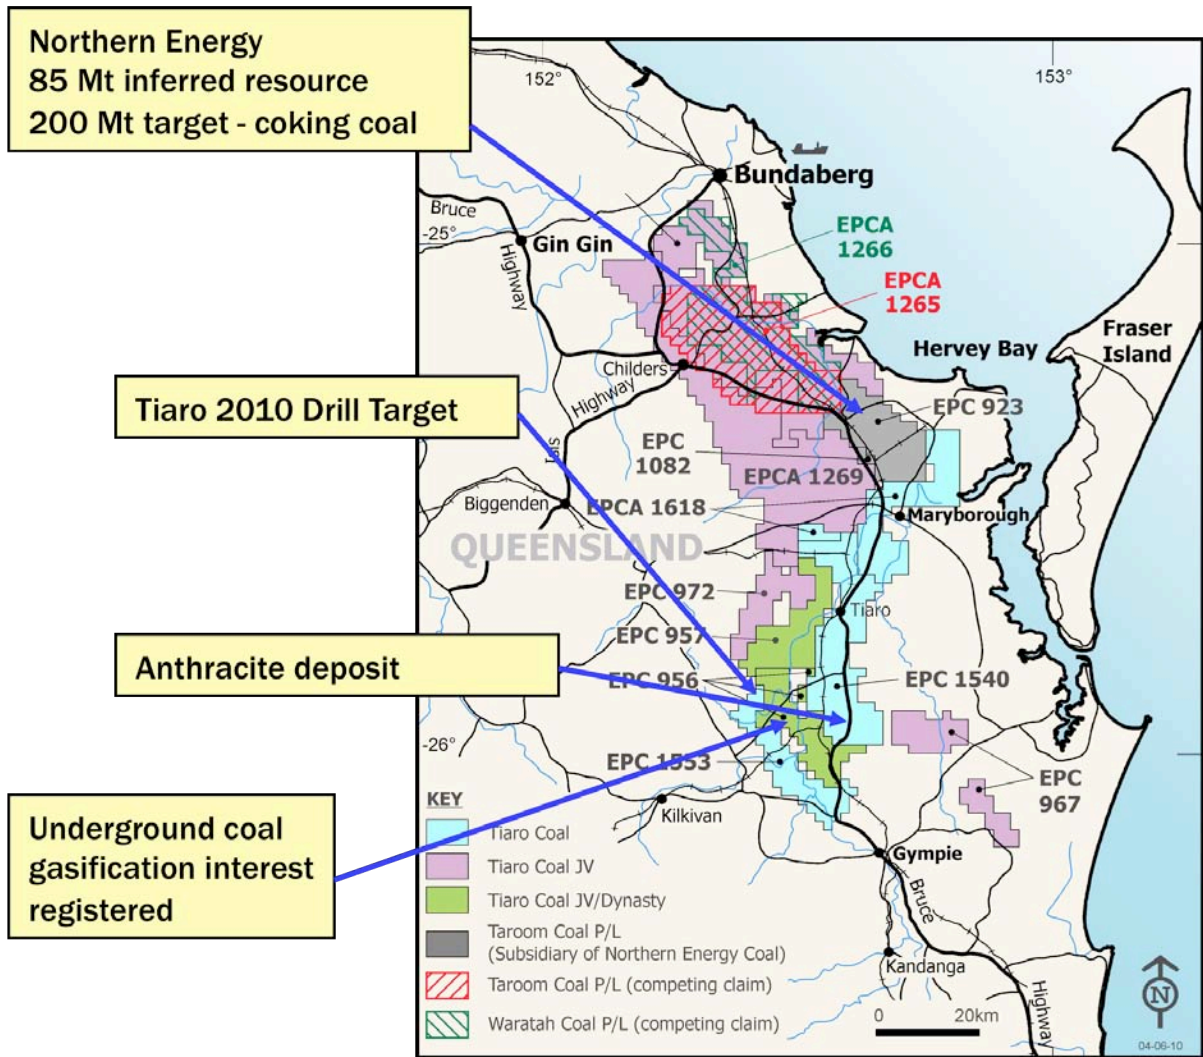 Northern Energy
85 Mt inferred resource
200 Mt target - coking coal
152°
153°
Bundaberg
Bruce
Highway
-25°
Gin Gin
EPCA
1266
EPCA
1265
Fraser
Island
Hervey Bay
Childers
Highway
Isis
Tiaro 2010 Drill Target
EPC 923
EPC
1082
EPCA 1269
Biggenden
EPCA 1618
Maryborough
QUEENSLAND
EPC 972
Tiaro
EPC 957
Anthracite deposit
EPC 956
EPC 1540
-26°
EPC 1553
EPC
967
Kilkivan
Underground coal
gasification interest
registered
KEY
Tiaro Coal
Tiaro Coal JV
Tiaro Coal JV/Dynasty
Taroom Coal P/L
(Subsidiary of Northern Energy Coal)
Taroom Coal P/L (competing claim)
Waratah Coal P/L (competing claim)
Gympie
Bruce
Highway
Kandanga
0 20km
N
04-06-10